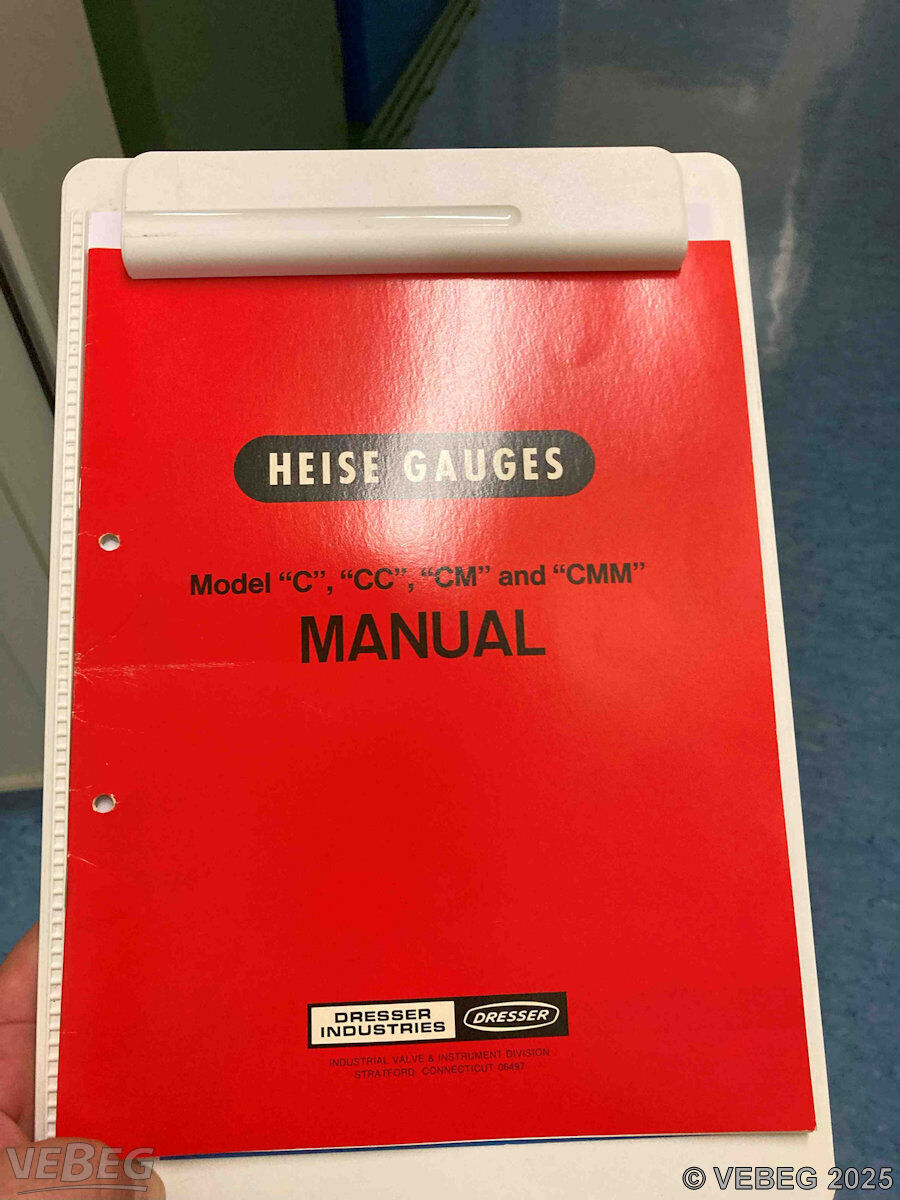 HEISE GAUGES
Model “C”, “CC”, “CM” and “CMM”
MANUAL
DRESSER
INDUSTRIES
DRESSER
INDUSTRIAL VALVE & INSTRUMENT DIVISION
STRATFORD, CONNECTICUT 06497
VEBEG
© VEBEG 2025